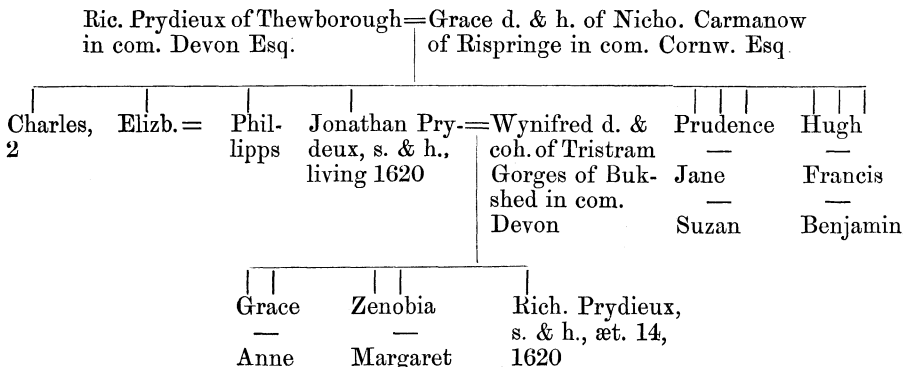 Ric. Prydieux of Thewborough=Grace d. & h. of Nicho. Carmanow
in com. Devon Esq. of Rispringe in com. Cornw. Esq
Charles, Elizb.= Phil- Jonathan Pry-=Wynifred d. & Prudence Hugh
2 lipps deux, s. & h., coh. of Tristram —  —
living 1620 Gorges of Buk- Jane Francis
shed in com. — —
Devon Suzan Benjamin
Grace Zenobia Rich. Prydieux,
— — s. & h., æt. 14,
Anne Margaret 1620